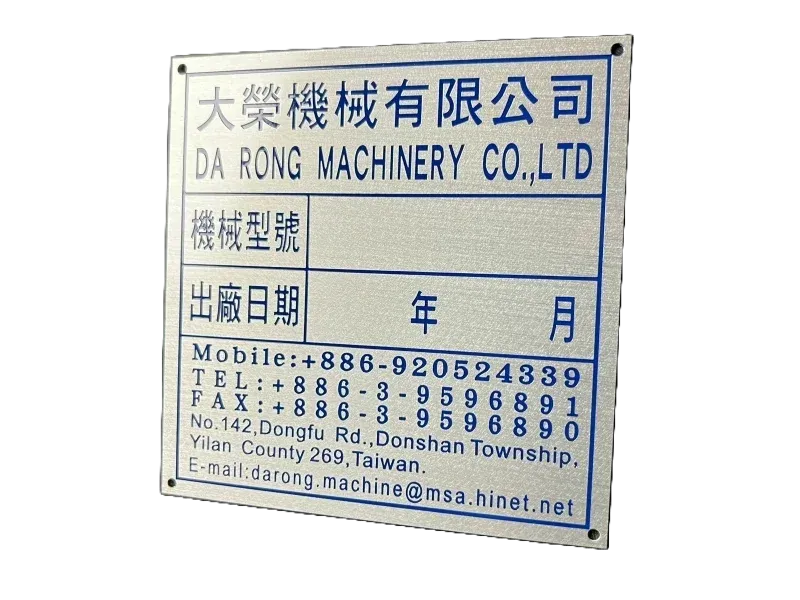 大榮機械有限公司
DA RONG MACHINERY CO.,LTD
機械型號
出廠日期 年 月
Mobile:+886-920524339
TEL:+886-3-9596891
FAX:+886-3-9596890
No.142,Dongfu Rd.,Donshan Township,
Yilan County 269,Taiwan.
E-mail:darong.machine@msa.hinet.net